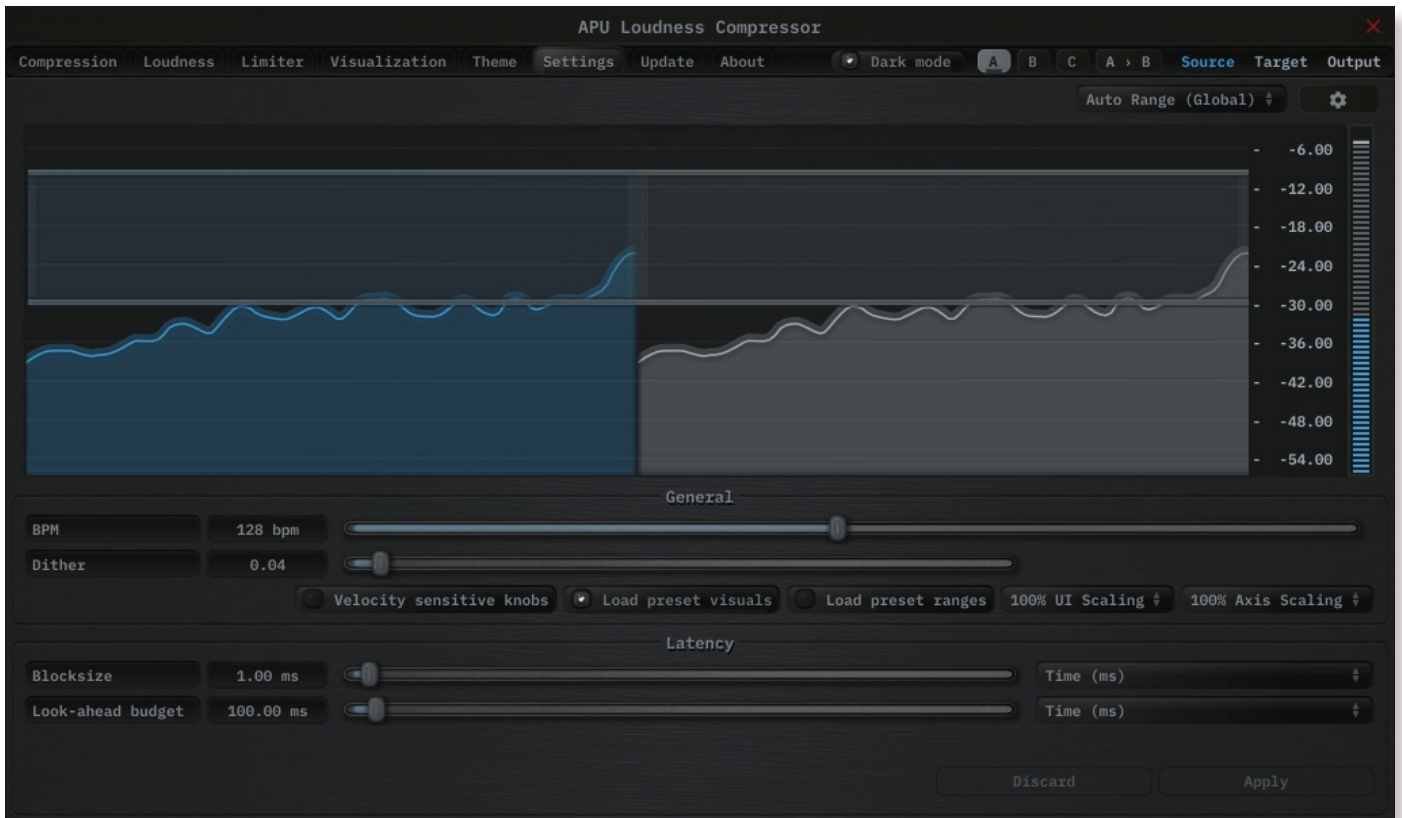 APU Loudness Compressor
Compression Loudness Limiter Visualization Theme Settings Update About Dark mode A B C A › B Source Target Output
Auto Range (Global)
- -6.00
- -12.00
- -18.00
- -24.00
- -30.00
- -36.00
- -42.00
- -48.00
- -54.00
General
BPM 128 bpm
Dither 0.04
Velocity sensitive knobs Load preset visuals Load preset ranges 100% UI Scaling 100% Axis Scaling
Latency
Blocksize 1.00 ms Time (ms)
Look-ahead budget 100.00 ms Time (ms)
Discard Apply